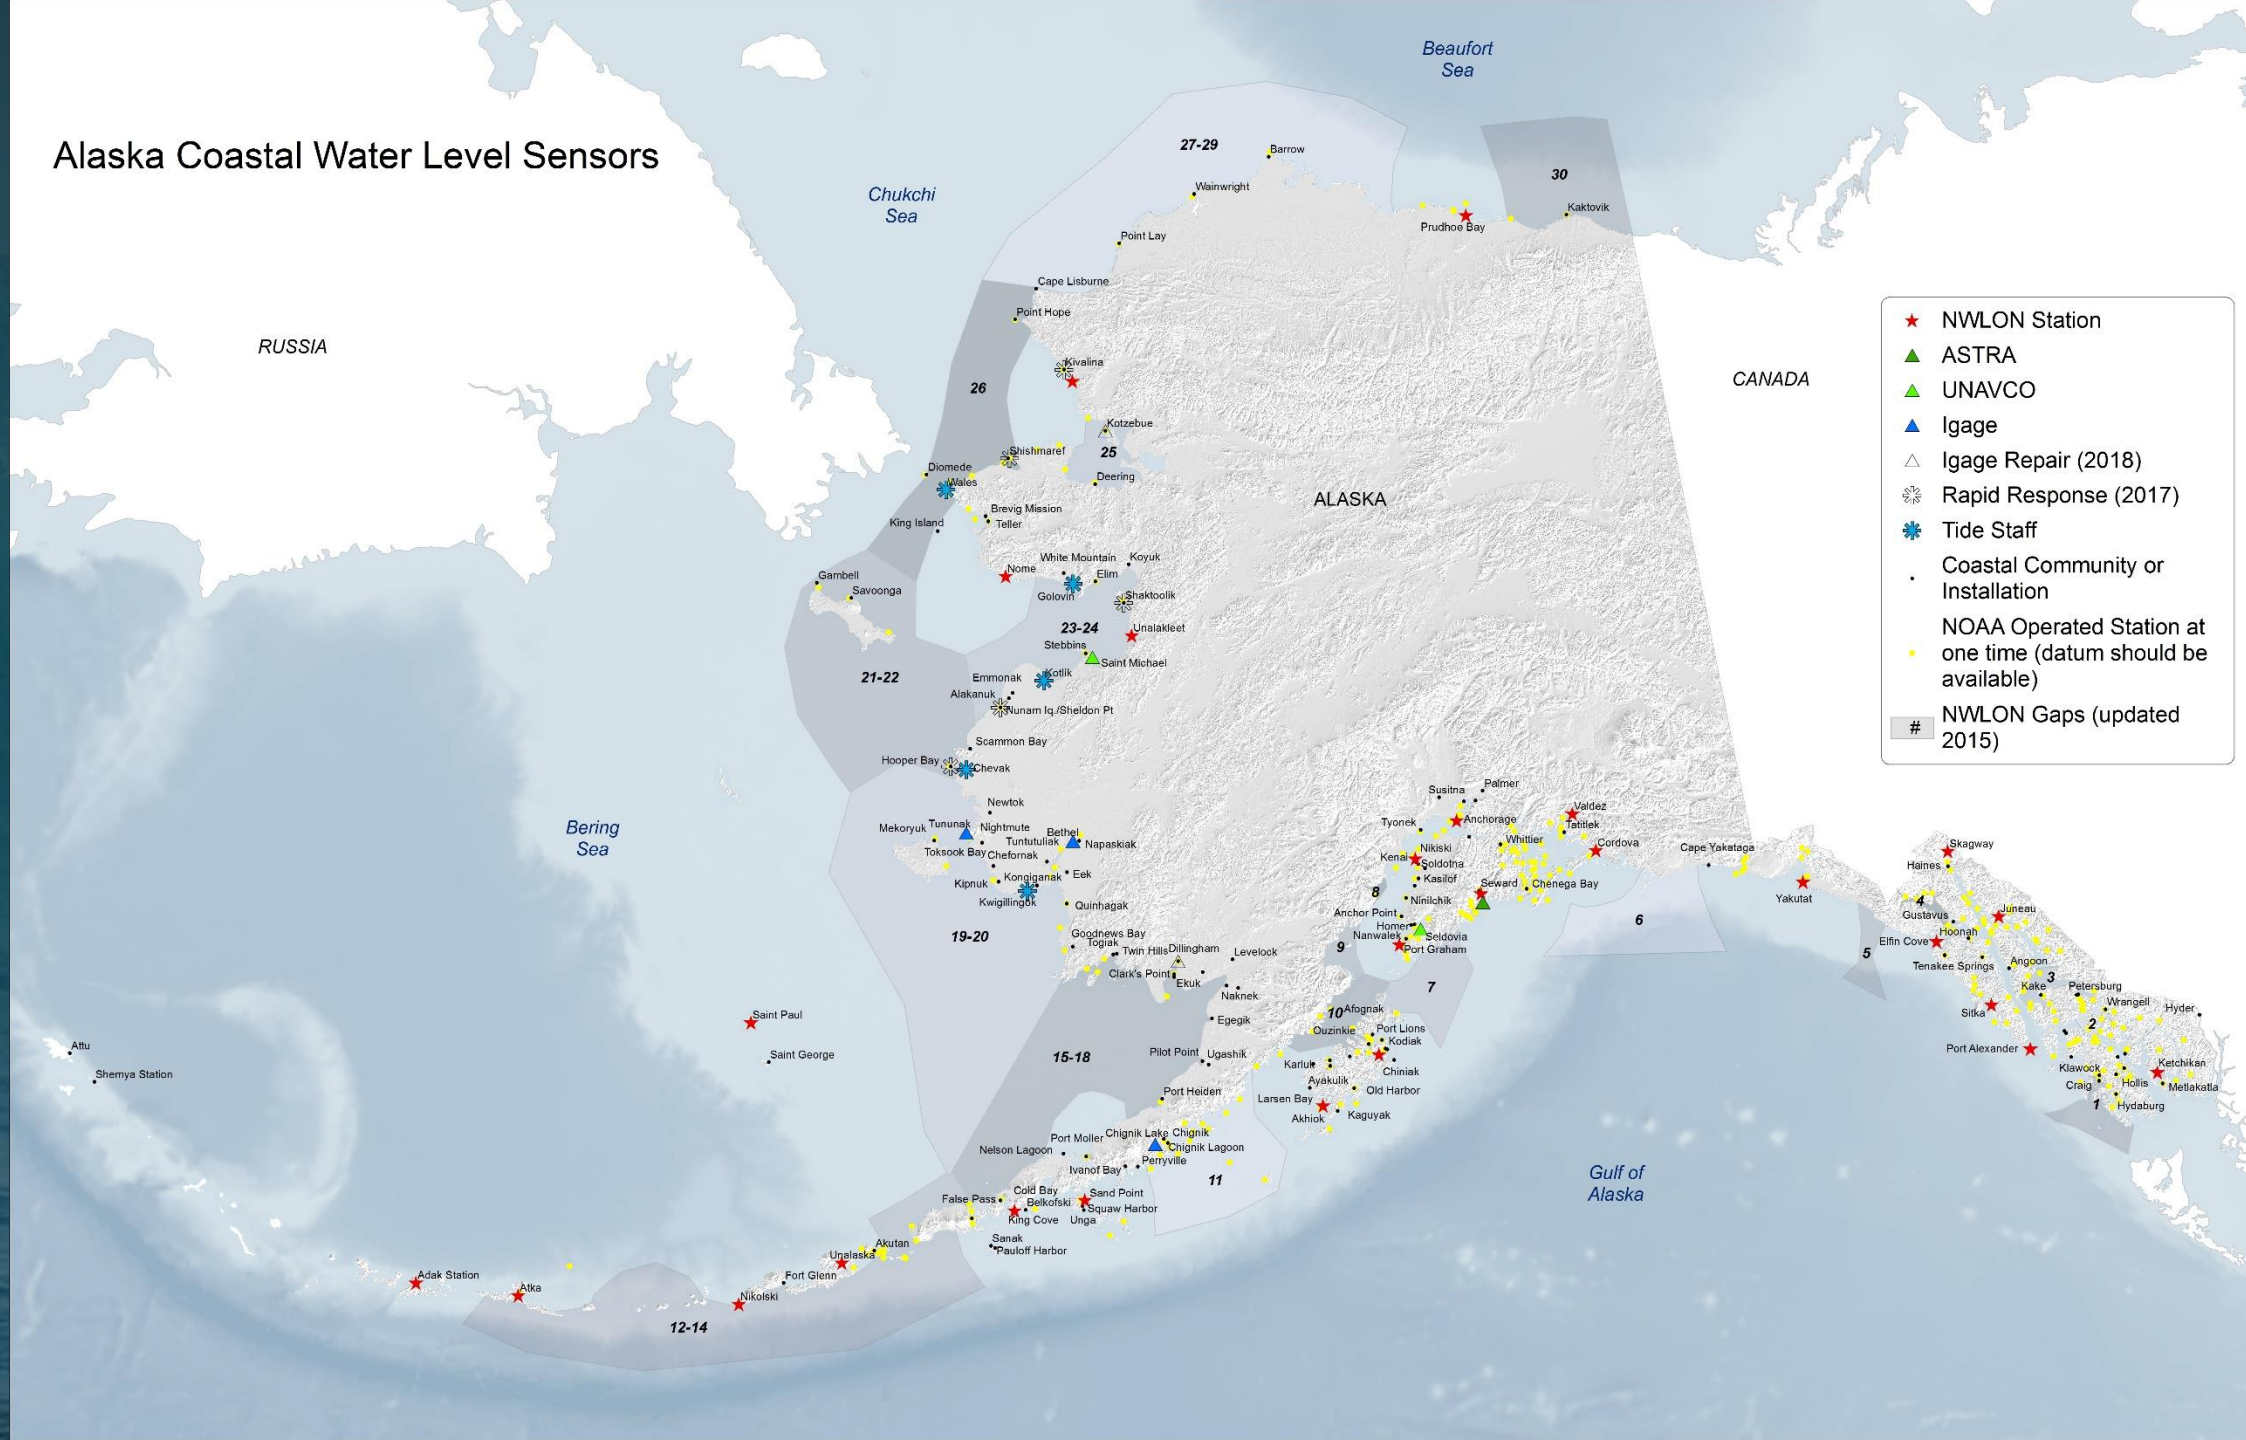 Alaska Coastal Water Level Sensors
Beaufort
Sea
27-29
Barrow
30
Wainwright
Chukchi
Sea
Kaktovik
Prudhoe Bay
Point Lay
Cape Lisburne
Point Hope
RUSSIA
Kivalina
CANADA
26
Kotzebue
25
Shishmaref
Diomede
Deering
Wales
ALASKA
Brevig Mission
King Island
Teller
White Mountain
Koyuk
Nome
Elim
Gambell
Savoonga
Golovin
Shaktoolik
23-24
Unalakleet
Stebbins
Saint Michael
21-22
Emmonak
Kotlik
Alakanuk
Nunam Iq./Sheldon Pt
Scammon Bay
Hooper Bay
Chevak
Newtok
Mekoryuk
Tununak
Nightmute
Bethel
Tuntutuliak
Napaskiak
Toksook Bay
Chefornak
Kipnuk
Kongiganak
Eek
Kwigillingok
Quinhagak
19-20
Goodnews Bay
Togiak
Twin Hills
Dillingham
Levelock
Clark's Point
Ekuk
Naknek
Egegik
15-18
Pilot Point
Ugashik
Port Heiden
Bering
Sea
Saint Paul
Saint George
Attu
Shemya Station
Susitna
Palmer
Tyonek
Anchorage
Valdez
Tatitlek
Whittier
Cordova
Kenai
Nikiski
Soldotna
Kasilof
Seward
Chenega Bay
8
Ninilchik
Anchor Point
Homer
Nanwalek
Seldovia
Port Graham
9
7
6
Cape Yakataga
Yakutat
10
Afognak
Ouzinkie
Port Lions
Kodiak
Karluk
Chiniak
Ayakulik
Old Harbor
Larsen Bay
Akhiok
Kaguyak
Port Moller
Chignik Lake
Chignik
Nelson Lagoon
Chignik Lagoon
Ivanof Bay
Perryville
11
False Pass
Cold Bay
Belkofski
Sand Point
Squaw Harbor
King Cove
Unga
Sanak
Pauloff Harbor
Akutan
Unalaska
Fort Glenn
Nikolski
Adak Station
Atka
12-14
Gulf of
Alaska
Skagway
Haines
4
Gustavus
Juneau
Elfin Cove
Hoonah
5
Tenakee Springs
Angoon
3
Kake
Petersburg
Wrangell
Hyder
Sitka
2
Port Alexander
Klawock
Ketchikan
Craig
Hollis
Metlakatla
1
Hydaburg
NWLON Station
ASTRA
UNAVCO
Igage
Igage Repair (2018)
Rapid Response (2017)
Tide Staff
Coastal Community or
Installation
NOAA Operated Station at
one time (datum should be
available)
# NWLON Gaps (updated
2015)